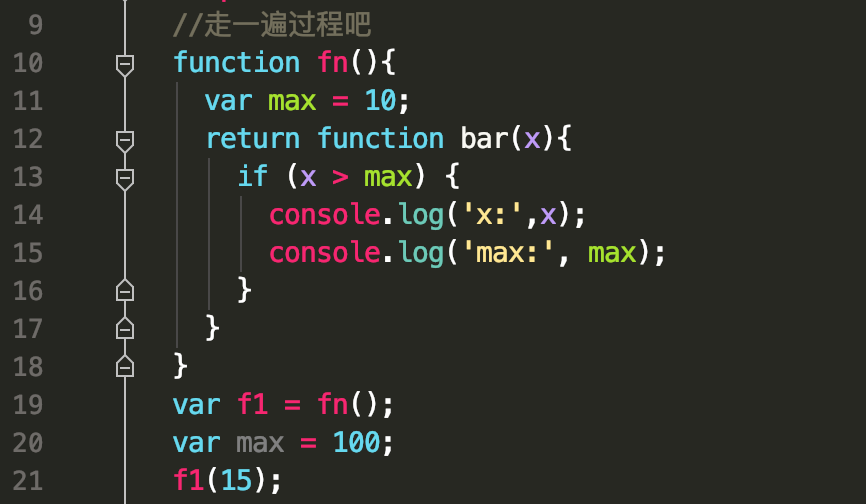 9 //走一遍过程吧
10 function fn(){
11 var max = 10;
12 return function bar(x){
13 if (x > max) {
14 console.log('x:',x);
15 console.log('max:', max);
16 }
17 }
18 }
19 var f1 = fn();
20 var max = 100;
21 f1(15);